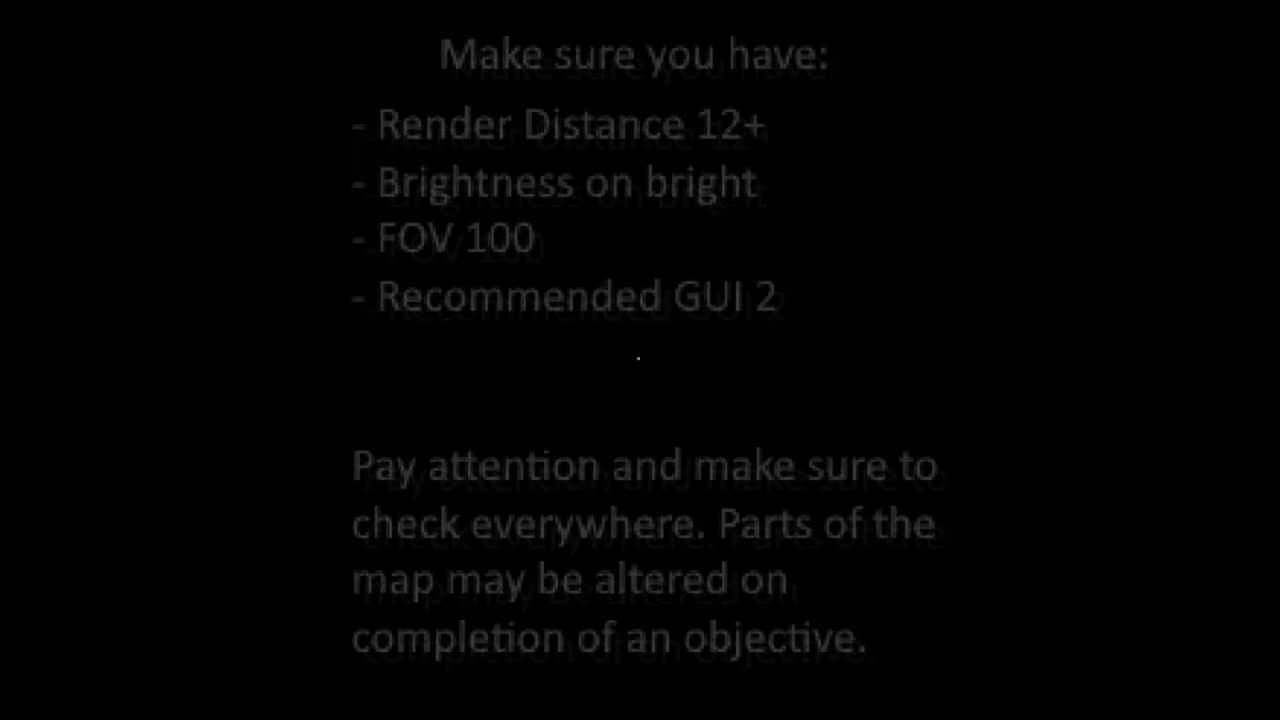 Make sure you have:
- Render Distance 12+
- Brightness on bright
- FOV 100
- Recommended GUI 2
Pay attention and make sure to
check everywhere. Parts of the
map may be altered on
completion of an objective.